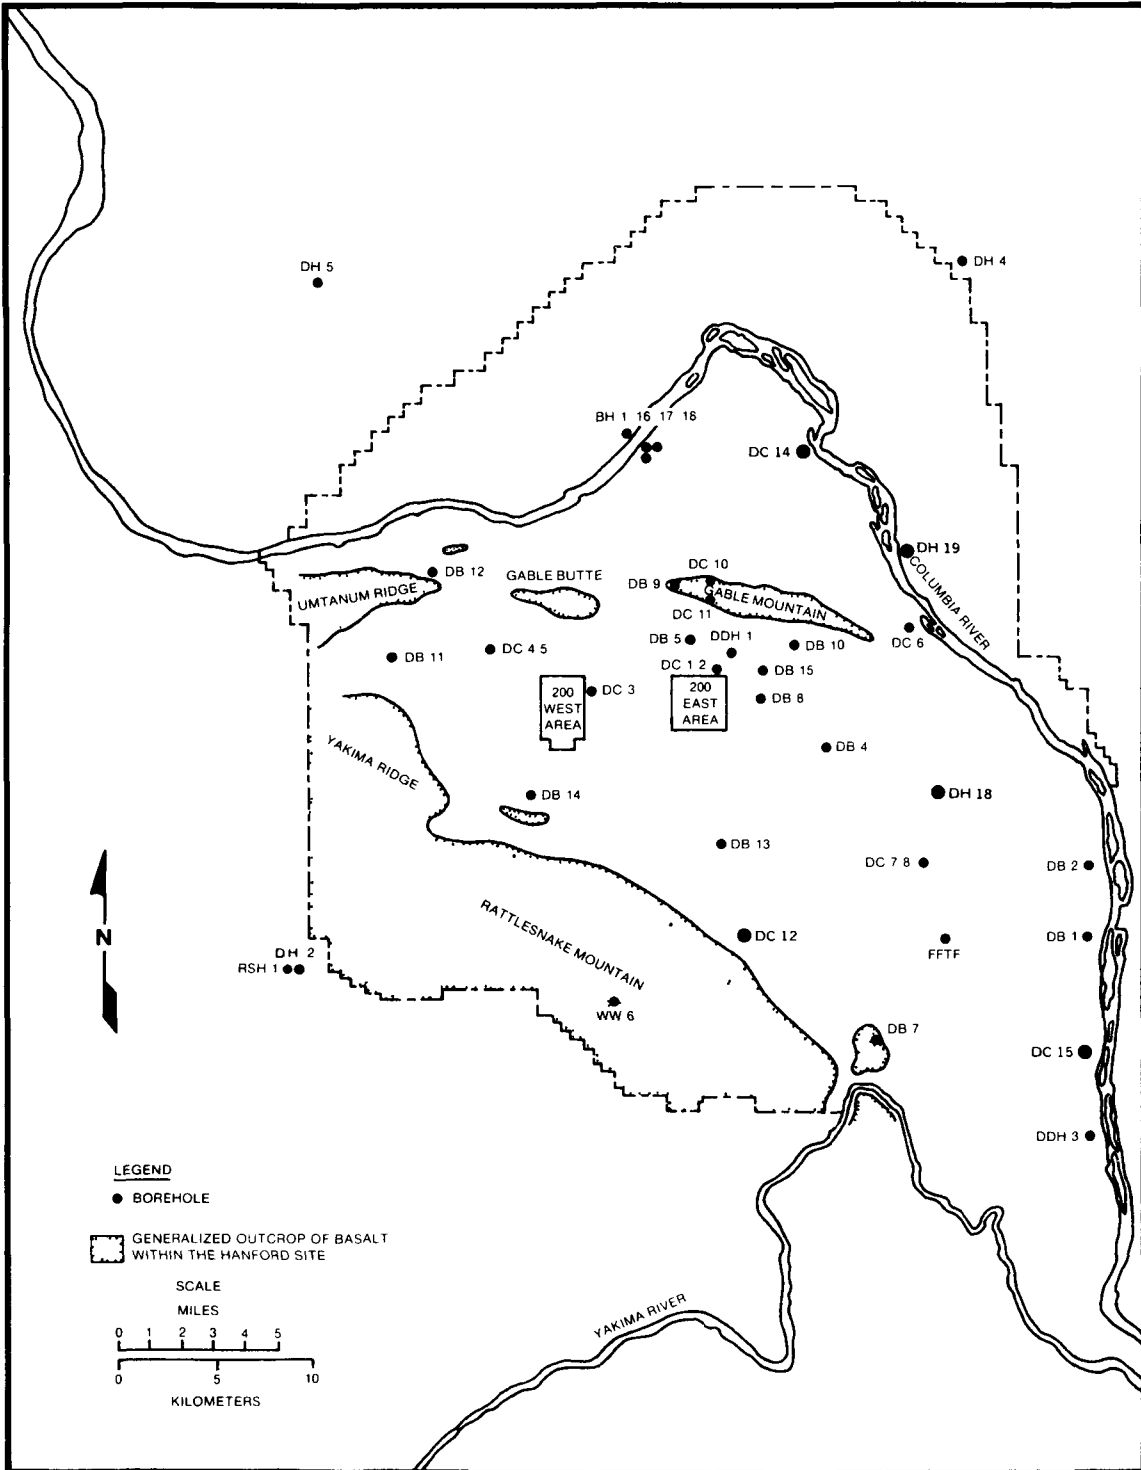 DH 5
DH 4
BH 1 16 17 18
DC 14
DH 19
COLUMBIA RIVER
DB 12
GABLE BUTTE
DC 10
DB 9
GABLE MOUNTAIN
UMTANUM RIDGE
DC 11
DC 6
DB 5
DDH 1
DB 10
DB 11
DC 4 5
DC 1 2
DB 15
200
WEST
AREA
DC 3
200
EAST
AREA
DB 8
YAKIMA RIDGE
DB 4
DB 14
DH 18
DB 13
DC 7 8
DB 2
RATTLESNAKE MOUNTAIN
DC 12
FFTF
DB 1
N
DH 2
RSH 1
WW 6
DB 7
DC 15
DDH 3
LEGEND
BOREHOLE
GENERALIZED OUTCROP OF BASALT
WITHIN THE HANFORD SITE
SCALE
MILES
0 1 2 3 4 5
0 5 10
KILOMETERS
YAKIMA RIVER